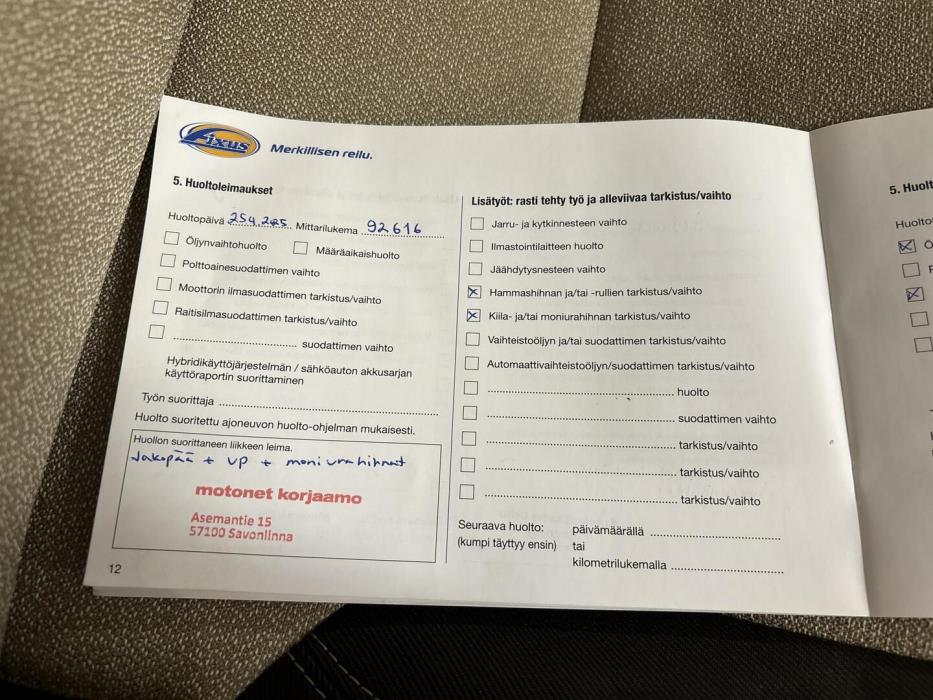 Fixus Merkillisen reilu.
5. Huoltoleimaukset
Huoltopäivä Mittarilukema 92616
Öljynvaihtohuolto Määräaikaishuolto
Polttoainesuodattimen vaihto
Moottorin ilmasuodattimen tarkistus/vaihto
Raitisilmasuodattimen tarkistus/vaihto
suodattimen vaihto
Hybridikäyttöjärjestelmän / sähköauton akkusarjan
käyttöraportin suorittaminen
Työn suorittaja
Huolto suoritettu ajoneuvon huolto-ohjelman mukaisesti.
Huollon suorittaneen liikkeen leima.
Jakopää + vp + moniurahihnat
motonet korjaamo
Asemantie 15
57100 Savonlinna
12
Lisätyöt: rasti tehty työ ja alleviivaa tarkistus/vaihto
Jarru- ja kytkinnesteen vaihto
Ilmastointilaitteen huolto
Jäähdytysnesteen vaihto
Hammashihnan ja/tai -rullien tarkistus/vaihto
Kiila- ja/tai moniurahihnan tarkistus/vaihto
Vaihteistoöljyn ja/tai suodattimen tarkistus/vaihto
Automaattivaihteistoöljyn/suodattimen tarkistus/vaihto
huolto
suodattimen vaihto
tarkistus/vaihto
tarkistus/vaihto
tarkistus/vaihto
Seuraava huolto: päivämäärällä
(kumpi täyttyy ensin) tai
kilometrilukemalla
5. Huolt
Huolto